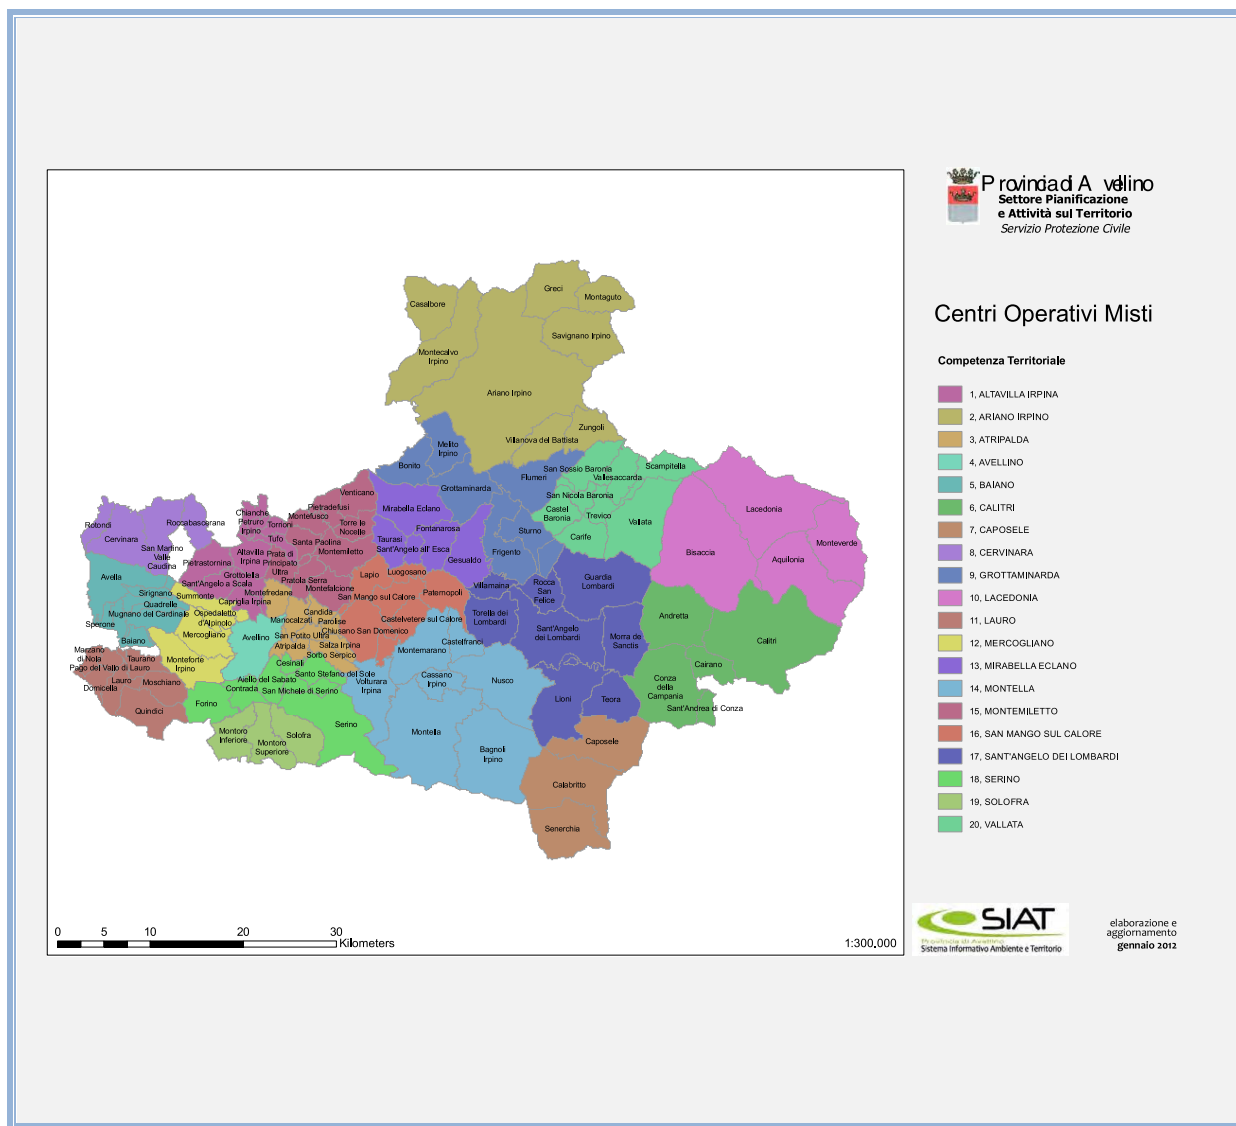 Provincia di Avellino
Settore Pianificazione
e Attività sul Territorio
Servizio Protezione Civile
Centri Operativi Misti
Competenza Territoriale
1, ALTAVILLA IRPINA
2, ARIANO IRPINO
3, ATRIPALDA
4, AVELLINO
5, BAIANO
6, CALITRI
7, CAPOSELE
8, CERVINARA
9, GROTTAMINARDA
10, LACEDONIA
11, LAURO
12, MERCOGLIANO
13, MIRABELLA ECLANO
14, MONTELLA
15, MONTEMILETTO
16, SAN MANGO SUL CALORE
17, SANT'ANGELO DEI LOMBARDI
18, SERINO
19, SOLOFRA
20, VALLATA
Greci
Montaguto
Casalbore
Savignano Irpino
Montecalvo
Irpino
Ariano Irpino
Zungoli
Villanova del Battista
Melito
Irpino
Bonito
Flumeri
San Sossio Baronia
Scampitella
Vallesaccarda
Grottaminarda
San Nicola Baronia
Castel
Baronia
Trevico
Vallata
Carife
Lacedonia
Monteverde
Bisaccia
Aquilonia
Venticano
Pietradefusi
Montefusco
Torre le
Nocelle
Mirabella Eclano
Fontanarosa
Taurasi
Sant'Angelo all' Esca
Gesualdo
Sturno
Frigento
Chianche
Petruro
Irpino
Torrioni
Tufo
Santa Paolina
Montemiletto
Altavilla
Irpina
Prata di
Principato
Ultra
Roccabascerana
Rotondi
Cervinara
San Martino
Valle
Caudina
Pietrastornina
Grottolella
Sant'Angelo a Scala
Capriglia Irpina
Montefredane
Pratola Serra
Montefalcione
Lapio
Luogosano
San Mango sul Calore
Paternopoli
Castelvetere sul Calore
Villamaina
Rocca
San
Felice
Guardia
Lombardi
Torella dei
Lombardi
Sant'Angelo
dei Lombardi
Morra de
Sanctis
Andretta
Calitri
Cairano
Conza
della
Campania
Sant'Andrea di Conza
Avella
Sirignano
Quadrelle
Mugnano del Cardinale
Sperone
Baiano
Summonte
Ospedaletto
d'Alpinolo
Mercogliano
Monteforte
Irpino
Avellino
Candida
Manocalzati
Parolise
Chiusano San Domenico
San Potito Ultra
Atripalda
Salza Irpina
Sorbo Serpico
Cesinali
Santo Stefano del Sole
Aiello del Sabato
Contrada
San Michele di Serino
Forino
Serino
Marzano
di Nola
Taurano
Pago del Vallo di Lauro
Lauro
Moschiano
Domicella
Quindici
Montoro
Inferiore
Montoro
Superiore
Solofra
Castelfranci
Montemarano
Volturara
Irpina
Cassano
Irpino
Nusco
Montella
Bagnoli
Irpino
Lioni
Teora
Caposele
Calabritto
Senerchia
0 5 10 20 30
Kilometers
1:300.000
SIAT
Provincia di Avellino
Sistema Informativo Ambiente e Territorio
elaborazione e
aggiornamento
gennaio 2012